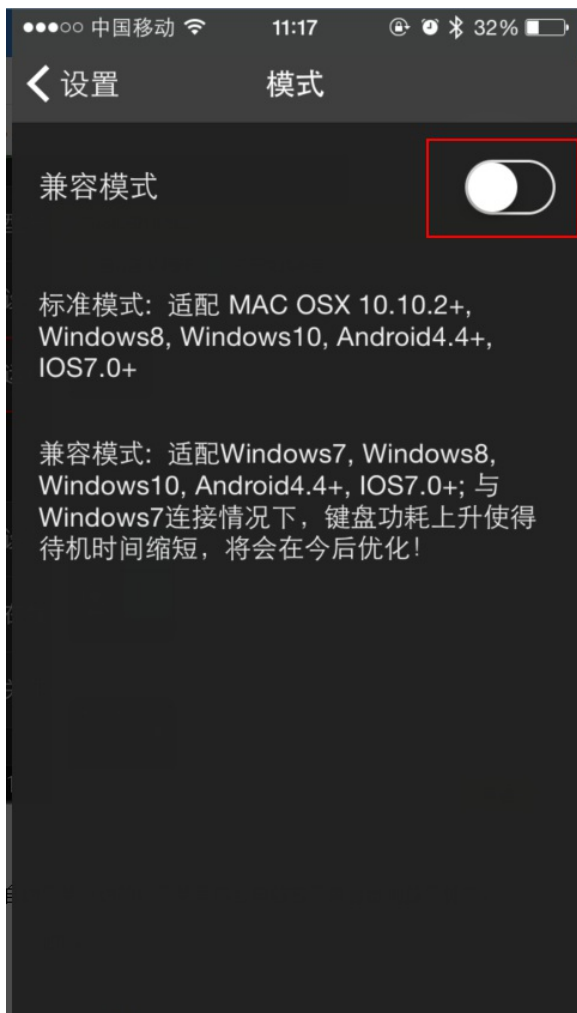 中国移动 11:17 32%
设置 模式
兼容模式
标准模式: 适配 MAC OSX 10.10.2+,
Windows8, Windows10, Android4.4+,
IOS7.0+
兼容模式: 适配Windows7, Windows8,
Windows10, Android4.4+, IOS7.0+; 与
Windows7连接情况下，键盘功耗上升使得
待机时间缩短，将会在今后优化！